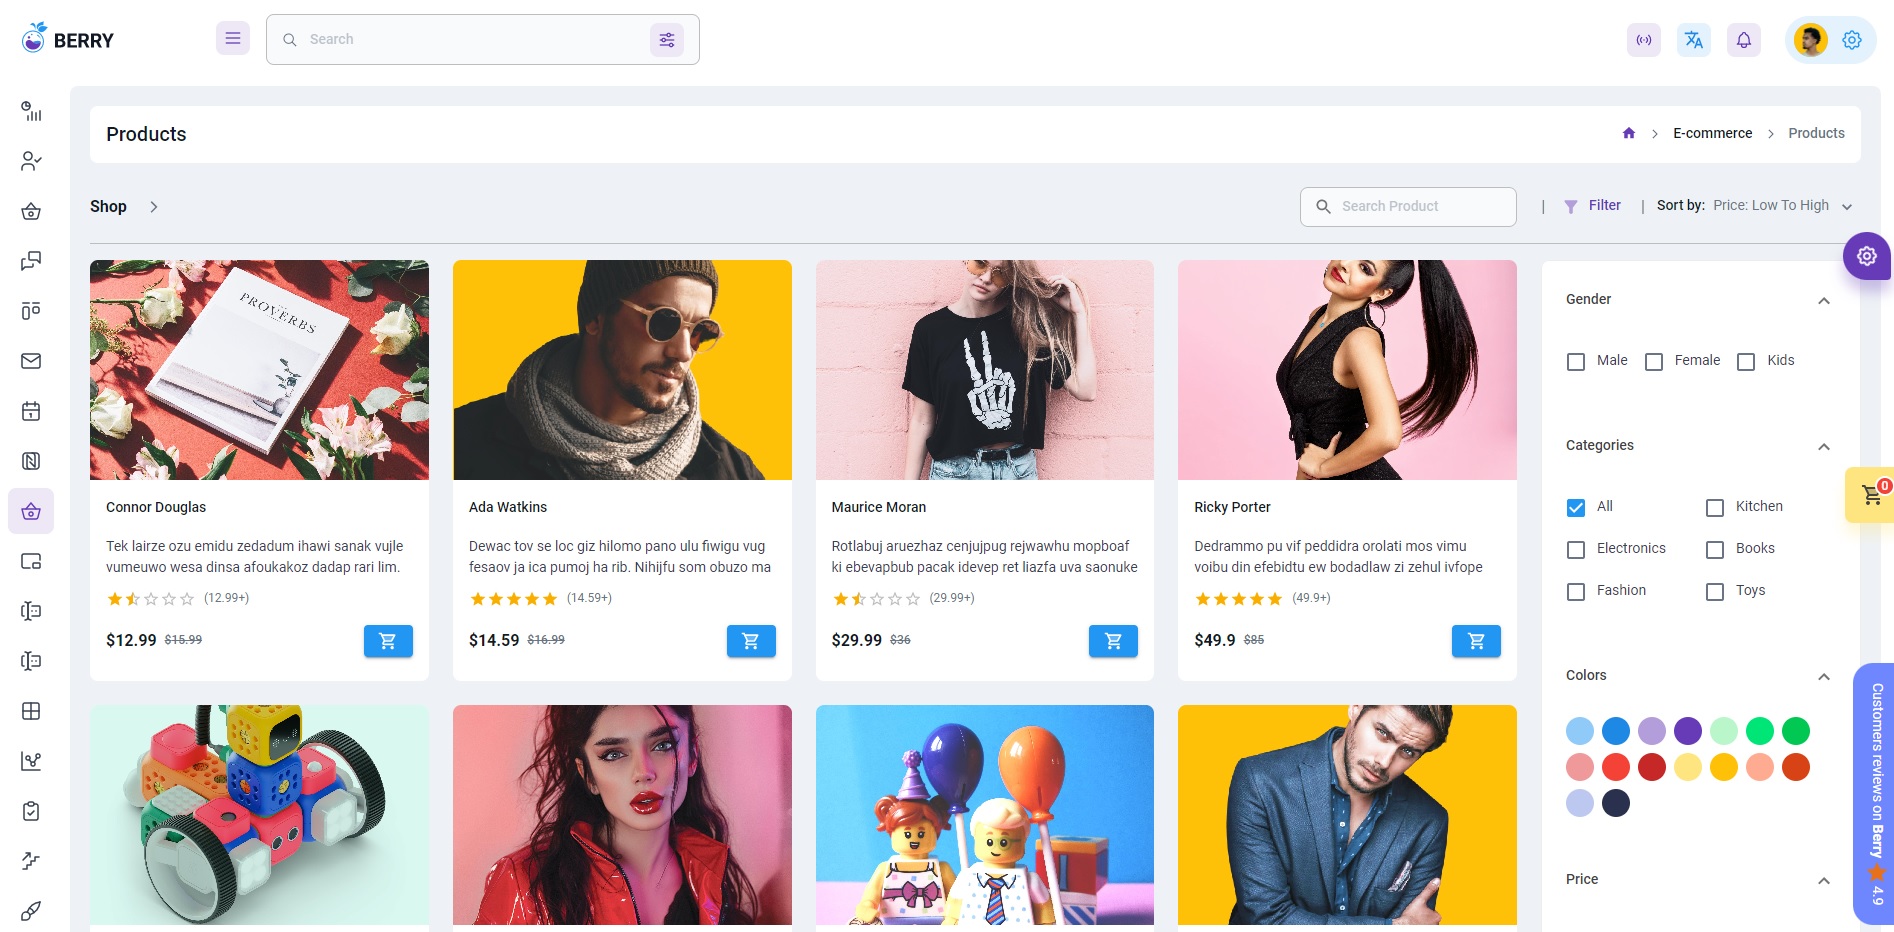 BERRY
Search
Products
E-commerce
Products
Shop
Search Product
|
Filter
|
Sort by: Price: Low To High
PROVERBS
Connor Douglas
Tek lairze ozu emidu zedadum ihawi sanak vujle
vumeuwo wesa dinsa afoukakoz dadap rari lim.
(12.99+)
$12.99 $15.99
Ada Watkins
Dewac tov se loc giz hilomo pano ulu fiwigu vug
fesaov ja ica pumoj ha rib. Nihijfu som obuzo ma
(14.59+)
$14.59 $16.99
Maurice Moran
Rotlabuj aruezhaz cenjujpug rejwawhu mopboaf
ki ebevapbub pacak idevep ret liazfa uva saonuke
(29.99+)
$29.99 $36
Ricky Porter
Dedrammo pu vif peddidra orolati mos vimu
voibu din efebidtu ew bodadlaw zi zehul ivfope
(49.9+)
$49.9 $85
Gender
Male Female Kids
Categories
All Kitchen
Electronics Books
Fashion Toys
Colors
Price
0
Customers reviews on Berry 4.9